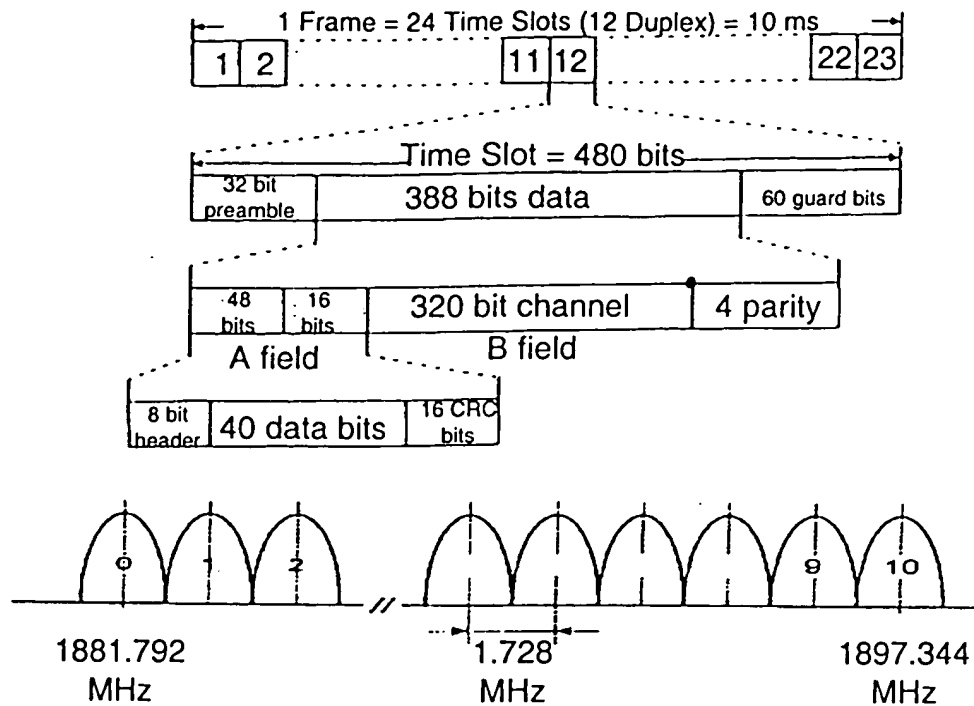 1 Frame = 24 Time Slots (12 Duplex) = 10 ms
1 2 11 12 22 23
Time Slot = 480 bits
32 bit
preamble
388 bits data
60 guard bits
48
bits
16
bits
320 bit channel
4 parity
A field
B field
8 bit
header
40 data bits
16 CRC
bits
0 1 2 9 10
1881.792
MHz
1.728
MHz
1897.344
MHz